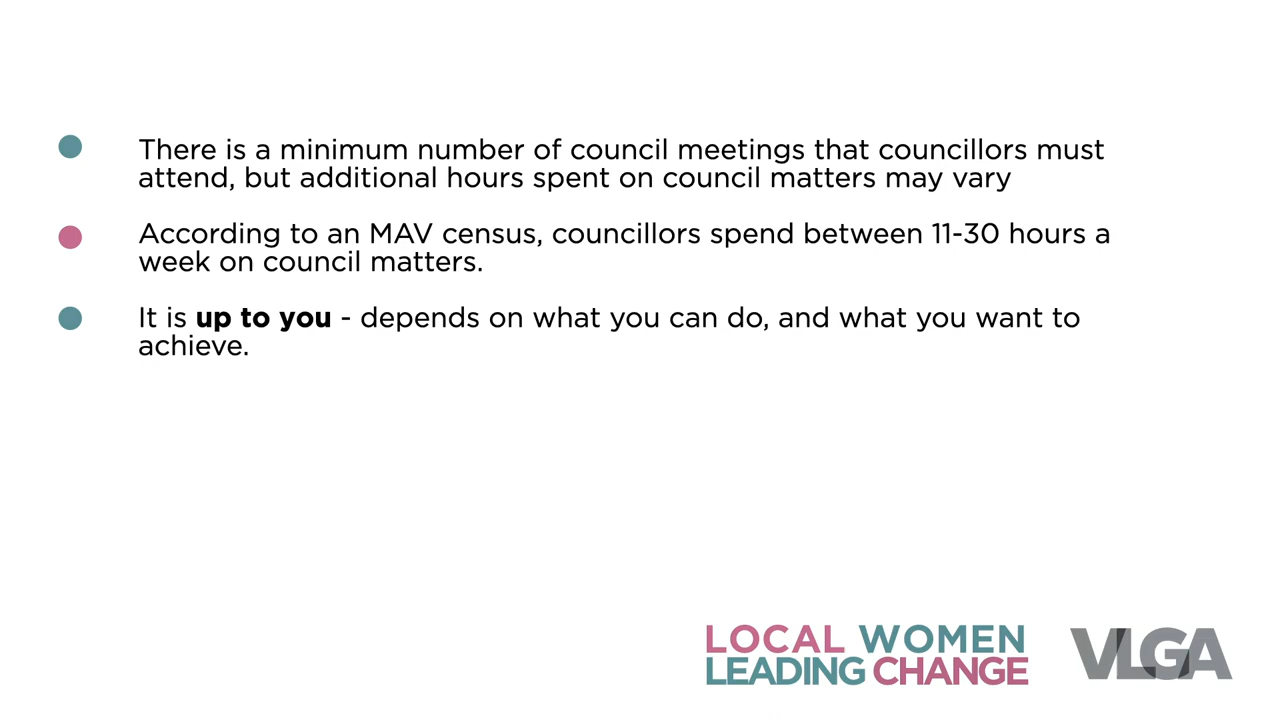 There is a minimum number of council meetings that councillors must
attend, but additional hours spent on council matters may vary
According to an MAV census, councillors spend between 11-30 hours a
week on council matters.
It is up to you - depends on what you can do, and what you want to
achieve.
LOCAL WOMEN
LEADING CHANGE
VLGA